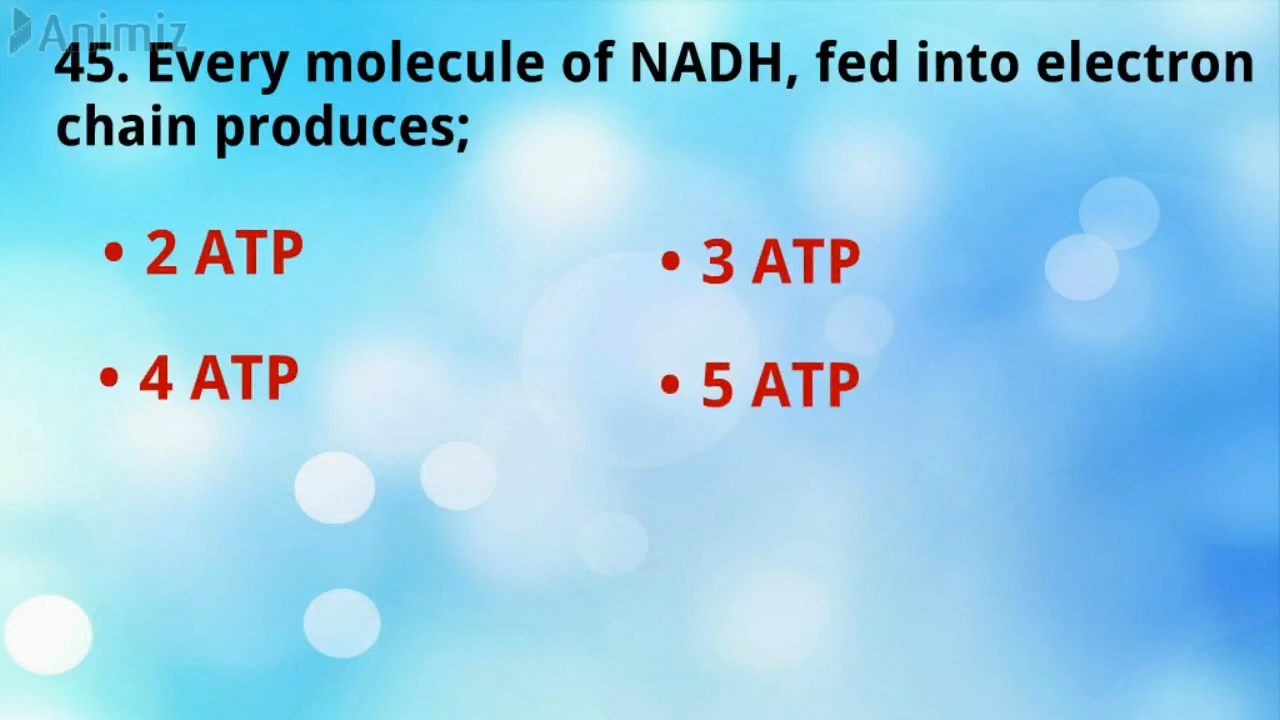 Animiz
45. Every molecule of NADH, fed into electron
chain produces;
• 2 ATP
• 3 ATP
• 4 ATP
• 5 ATP